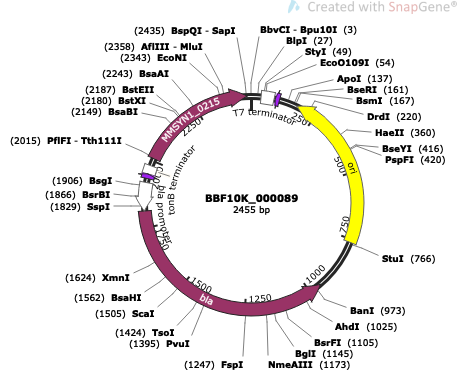 Created with SnapGene®
(2435) BspQI - SapI
(2358) AflIII - MluI
(2343) EcoNI
(2243) BsaAI
(2187) BstEII
(2180) BstXI
(2149) BsaBI
(2015) PflFI - Tth111I
(1906) BsgI
(1866) BsrBI
(1829) SspI
(1624) XmnI
(1562) BsaHI
(1505) ScaI
(1424) TsoI
(1395) PvuI
(1247) FspI
BbvCI - Bpu10I (3)
BlpI (27)
StyI (49)
EcoO109I (54)
ApoI (137)
BseRI (161)
BsmI (167)
DrdI (220)
HaeII (360)
BseYI (416)
PspFI (420)
StuI (766)
BanI (973)
AhdI (1025)
BsrFI (1105)
BglI (1145)
NmeAIII (1173)
MMSYN1_0215
T7 terminator
tonB terminator
bla promoter
bla
ori
250
500
750
1000
1250
1500
1750
2250
BBF10K_000089
2455 bp